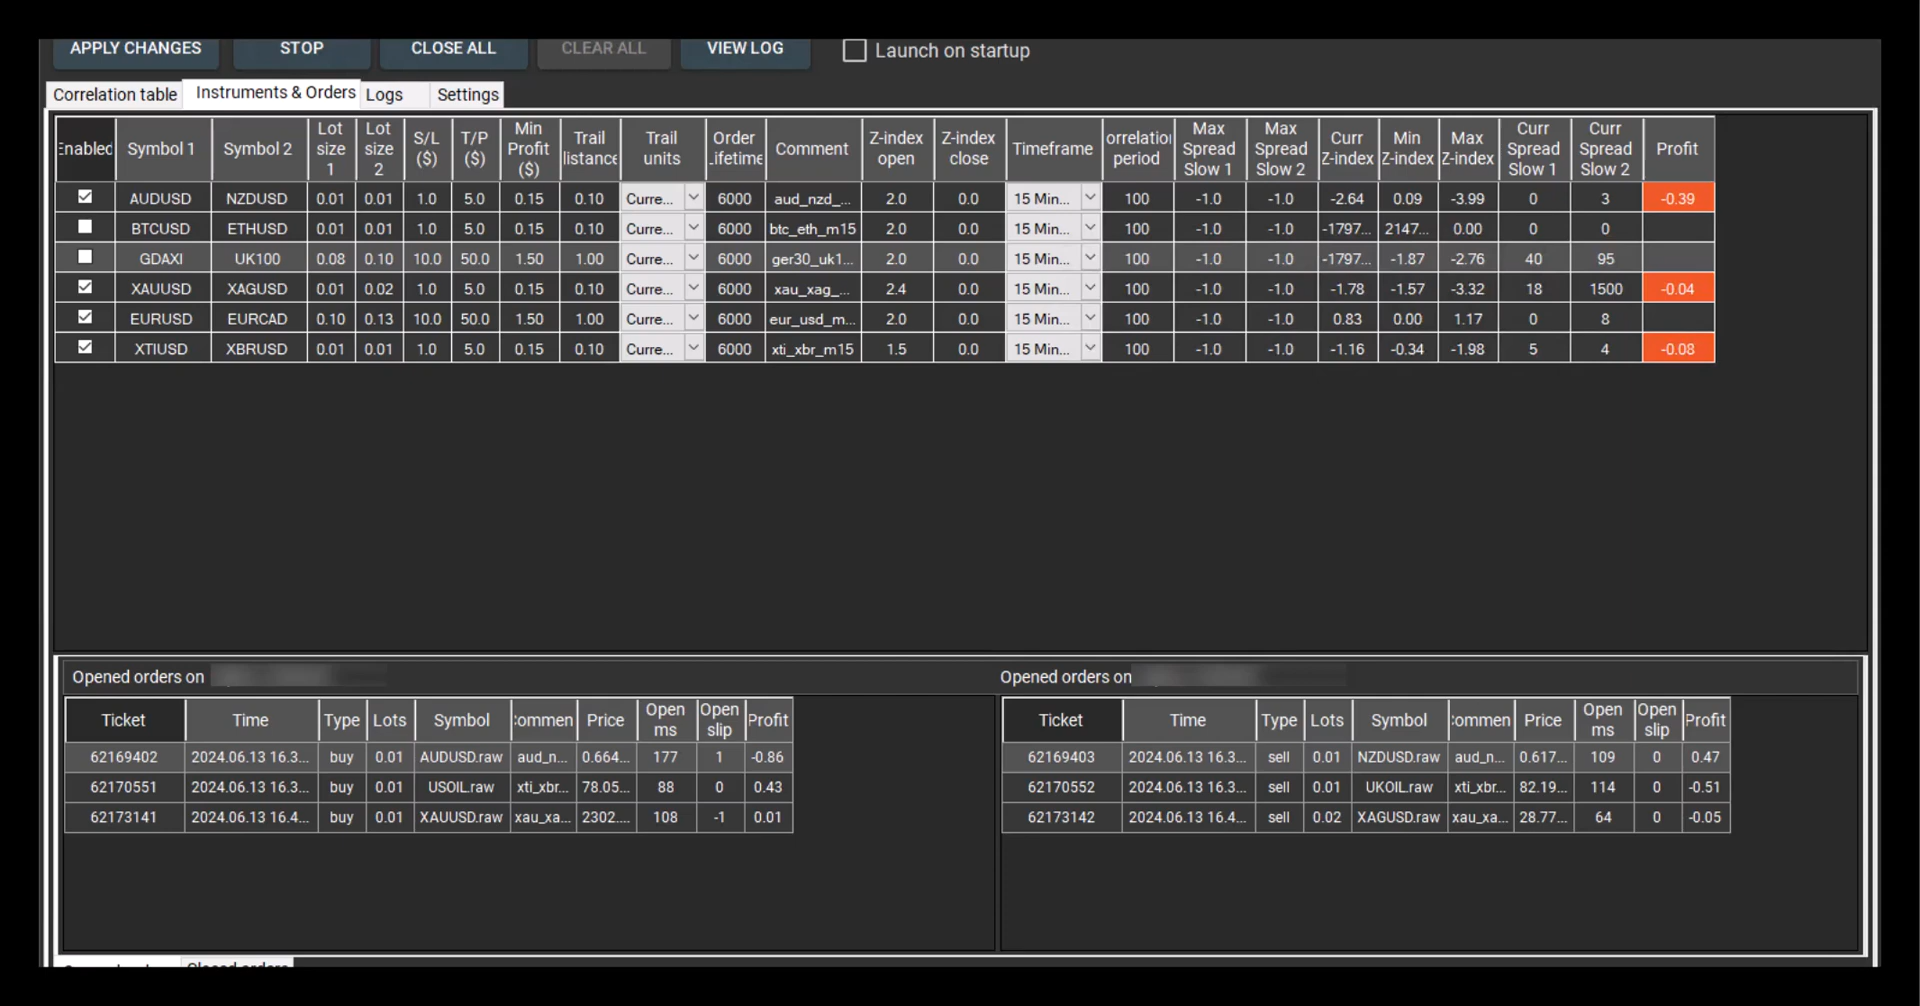 APPLY CHANGES STOP CLOSE ALL CLEAR ALL VIEW LOG Launch on startup
Correlation table Instruments & Orders Logs Settings
Enabled Symbol 1 Symbol 2 Lot size 1 Lot size 2 S/L ($) T/P ($) Min Profit ($) Trail distance Trail units Order Lifetime Comment Z-index open Z-index close Timeframe orrelation period Max Spread Slow 1 Max Spread Slow 2 Curr Z-index Min Z-index Max Z-index Curr Spread Slow 1 Curr Spread Slow 2 Profit
AUDUSD NZDUSD 0.01 0.01 1.0 5.0 0.15 0.10 Curre... 6000 aud_nzd_... 2.0 0.0 15 Min... 100 -1.0 -1.0 -2.64 0.09 -3.99 0 3 -0.39
BTCUSD ETHUSD 0.01 0.01 1.0 5.0 0.15 0.10 Curre... 6000 btc_eth_m15 2.0 0.0 15 Min... 100 -1.0 -1.0 -1797... 2147... 0.00 0 0
GDAXI UK100 0.08 0.10 10.0 50.0 1.50 1.00 Curre... 6000 ger30_uk1... 2.0 0.0 15 Min... 100 -1.0 -1.0 -1797... -1.87 -2.76 40 95
XAUUSD XAGUSD 0.01 0.02 1.0 5.0 0.15 0.10 Curre... 6000 xau_xag_... 2.4 0.0 15 Min... 100 -1.0 -1.0 -1.78 -1.57 -3.32 18 1500 -0.04
EURUSD EURCAD 0.10 0.13 10.0 50.0 1.50 1.00 Curre... 6000 eur_usd_m... 2.0 0.0 15 Min... 100 -1.0 -1.0 0.83 0.00 1.17 0 8
XTIUSD XBRUSD 0.01 0.01 1.0 5.0 0.15 0.10 Curre... 6000 xti_xbr_m15 1.5 0.0 15 Min... 100 -1.0 -1.0 -1.16 -0.34 -1.98 5 4 -0.08
Opened orders on
Ticket Time Type Lots Symbol ommen Price Open ms Open slip Profit
62169402 2024.06.13 16.3... buy 0.01 AUDUSD.raw aud_n... 0.664... 177 1 -0.86
62170551 2024.06.13 16.3... buy 0.01 USOIL.raw xti_xbr... 78.05... 88 0 0.43
62173141 2024.06.13 16.4... buy 0.01 XAUUSD.raw xau_xa... 2302.... 108 -1 0.01
Opened orders on
Ticket Time Type Lots Symbol ommen Price Open ms Open slip Profit
62169403 2024.06.13 16.3... sell 0.01 NZDUSD.raw aud_n... 0.617... 109 0 0.47
62170552 2024.06.13 16.3... sell 0.01 UKOIL.raw xti_xbr... 82.19... 114 0 -0.51
62173142 2024.06.13 16.4... sell 0.02 XAGUSD.raw xau_xa... 28.77... 64 0 -0.05
Closed orders